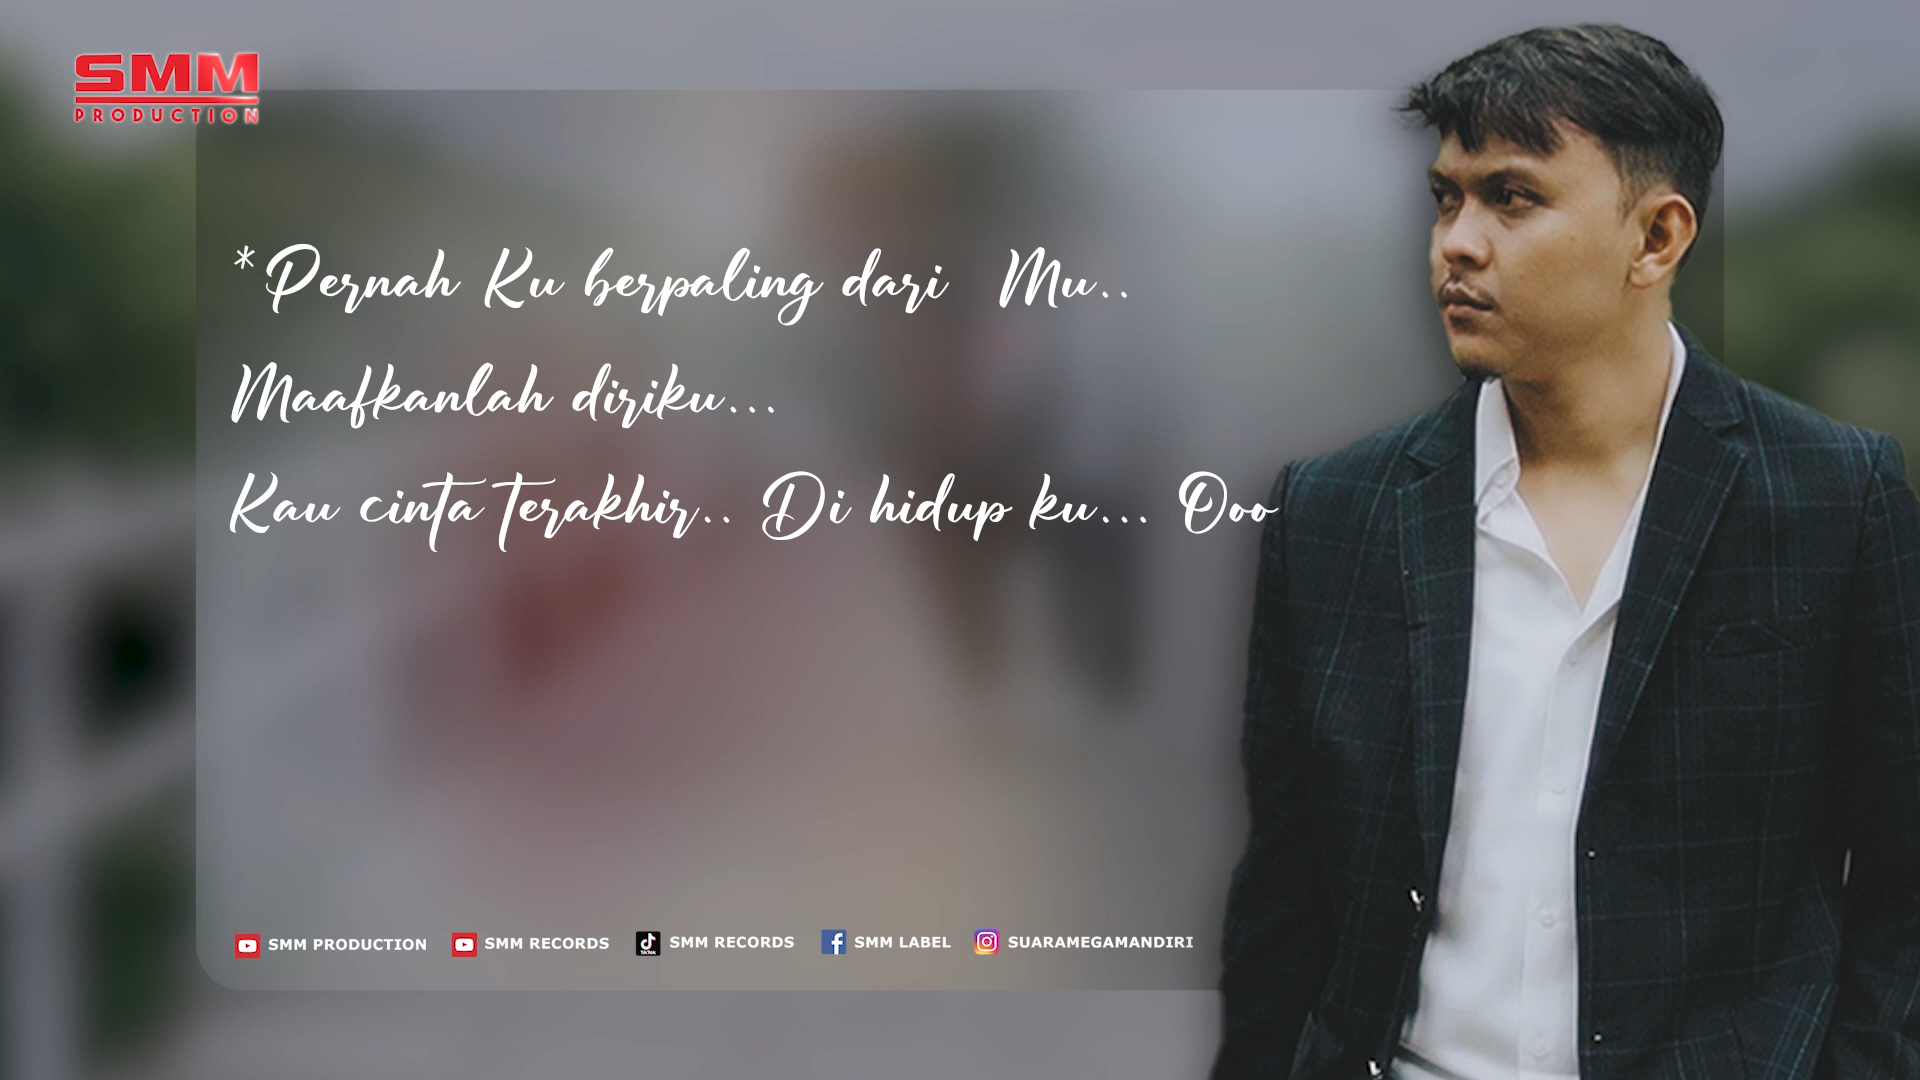 SMM
PRODUCTION
*Pernah Ku berpaling dari Mu..
Maafkanlah diriku...
Kau cinta terakhir.. Di hidup ku... Ooo
SMM PRODUCTION SMM RECORDS TikTok SMM RECORDS SMM LABEL SUARAMEGAMANDIRI